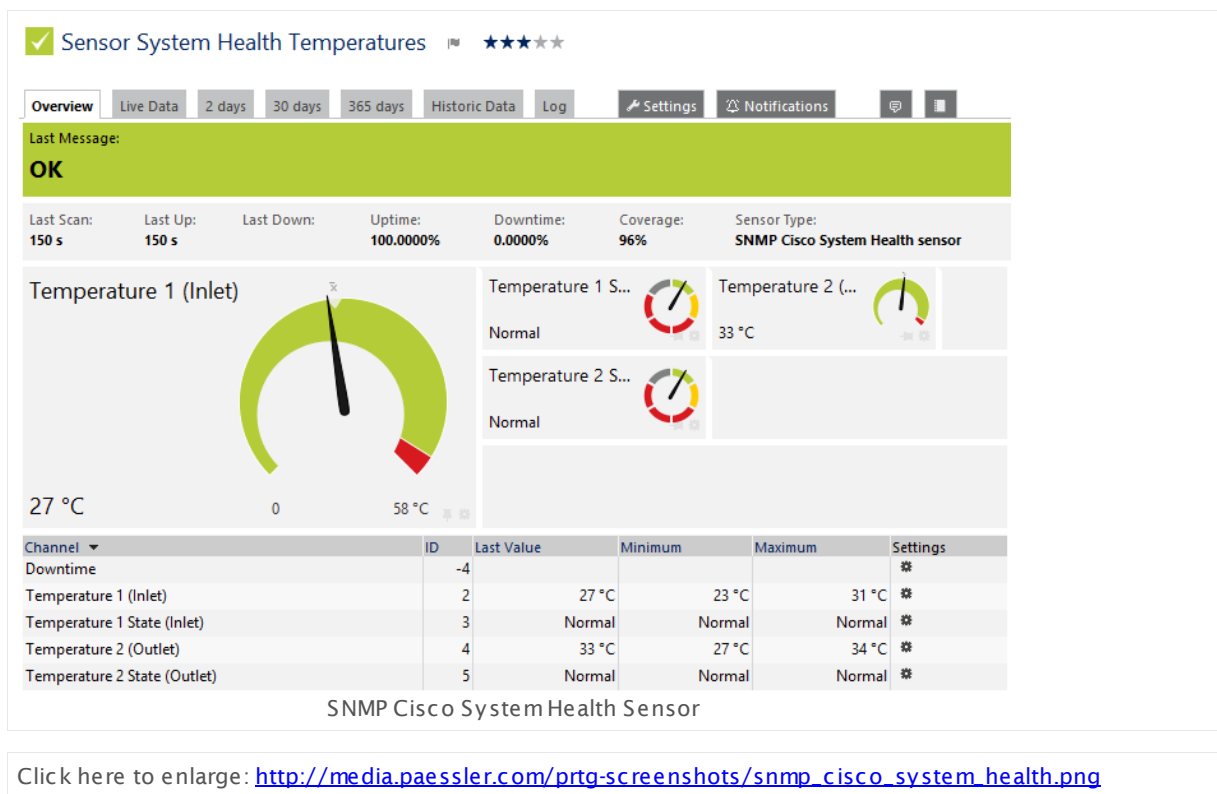 Sensor System Health Temperatures
Overview Live Data 2 days 30 days 365 days Historic Data Log Settings Notifications
Last Message:
OK
Last Scan: Last Up: Last Down: Uptime: Downtime: Coverage: Sensor Type:
150 s 150 s 100.0000% 0.0000% 96% SNMP Cisco System Health sensor
Temperature 1 (Inlet)
x
27 °C
0 58 °C
Temperature 1 S...
Normal
Temperature 2 (...
33 °C
Temperature 2 S...
Normal
Channel ID Last Value Minimum Maximum Settings
Downtime -4
Temperature 1 (Inlet) 2 27 °C 23 °C 31 °C
Temperature 1 State (Inlet) 3 Normal Normal Normal
Temperature 2 (Outlet) 4 33 °C 27 °C 34 °C
Temperature 2 State (Outlet) 5 Normal Normal Normal
SNMP Cisco System Health Sensor
Click here to enlarge: http://media.paessler.com/prtg-screenshots/snmp_cisco_system_health.png